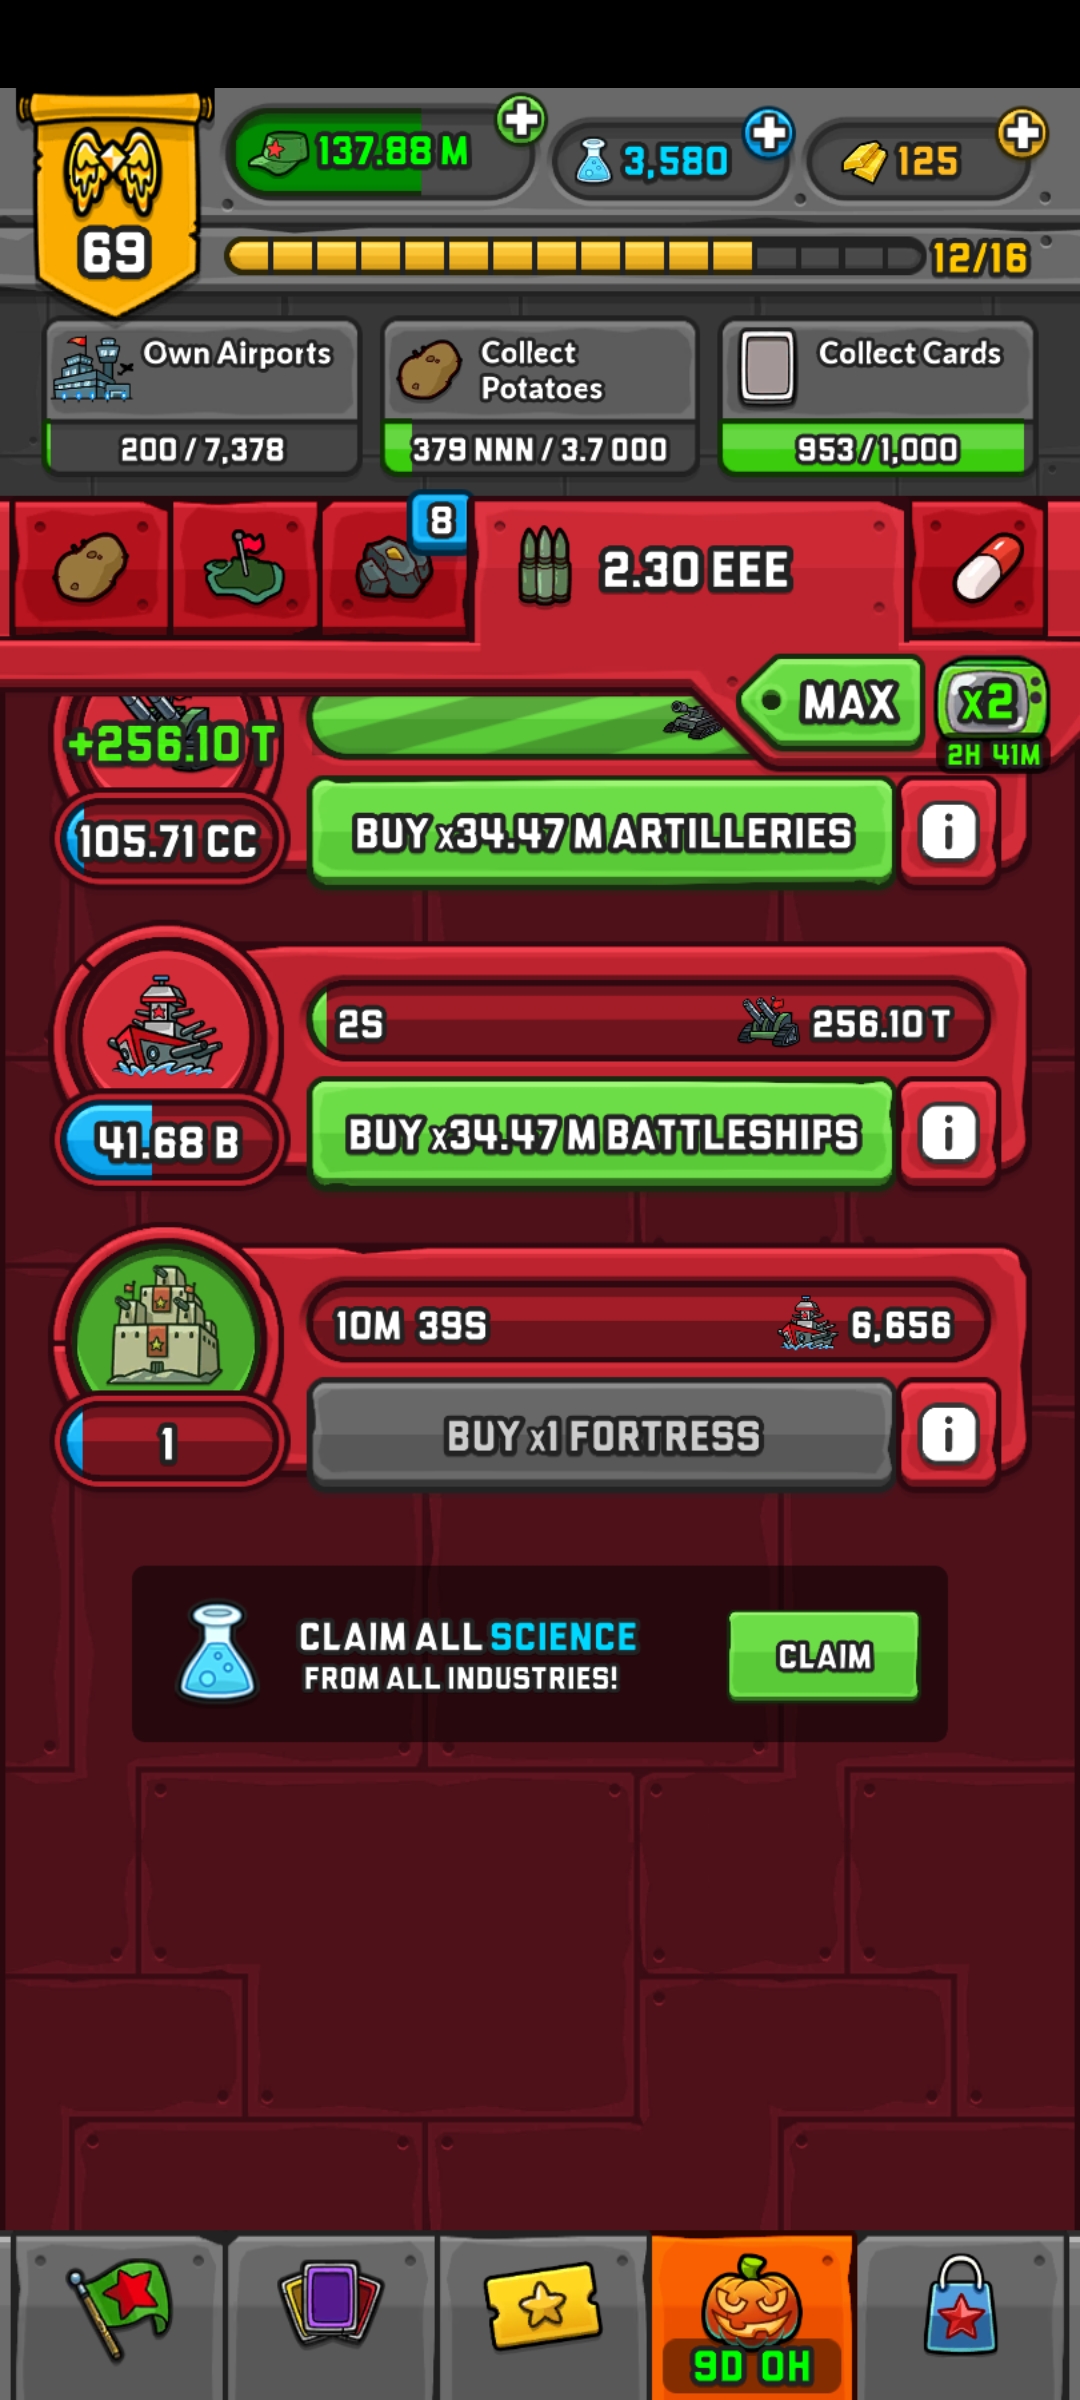 69
137.88 M
3,580
125
12/16
Own Airports
200 / 7,378
Collect
Potatoes
379 NNN / 3.7 OOO
Collect Cards
953 / 1,000
8
2.30 EEE
MAX
x2
2H 41M
+256.10 T
105.71 CC
BUY x34.47 M ARTILLERIES
i
2S
256.10 T
41.68 B
BUY x34.47 M BATTLESHIPS
i
10M 39S
6,656
1
BUY x1 FORTRESS
i
CLAIM ALL SCIENCE
FROM ALL INDUSTRIES!
CLAIM
9D 0H